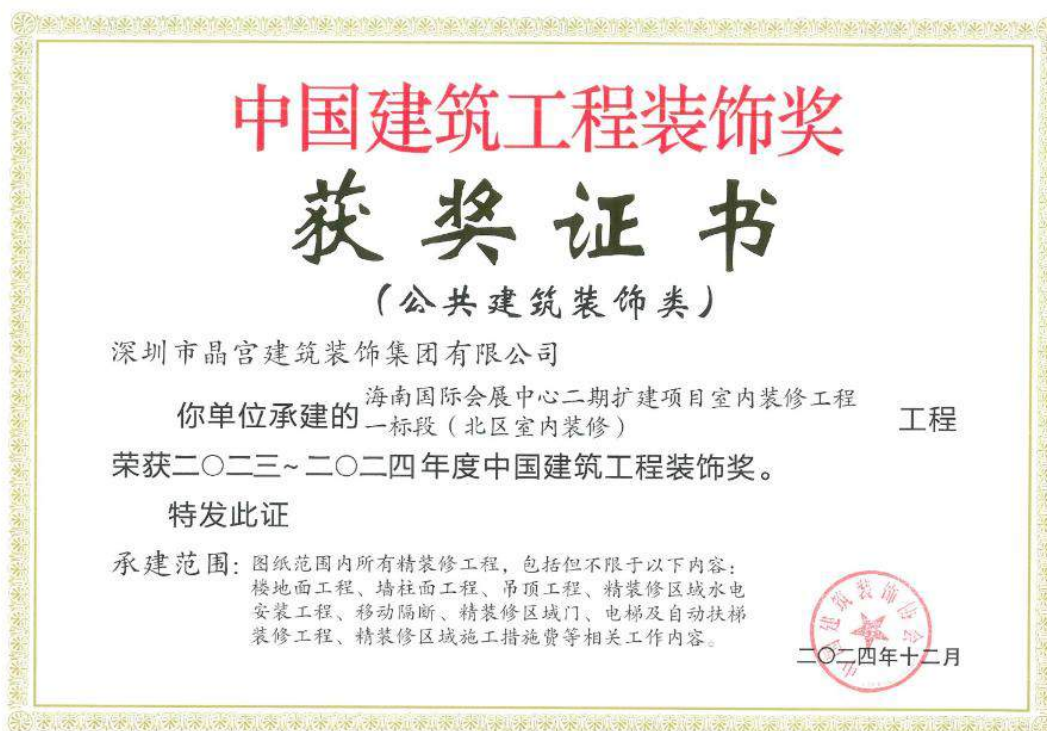 中国建筑工程装饰奖
获奖证书
（公共建筑装饰类）
深圳市晶宫建筑装饰集团有限公司
你单位承建的 海南国际会展中心二期扩建项目室内装修工程
一标段（北区室内装修） 工程
荣获二〇二三~二〇二四年度中国建筑工程装饰奖。
特发此证
承建范围: 图纸范围内所有精装修工程，包括但不限于以下内容：
楼地面工程、墙柱面工程、吊顶工程、精装修区域水电
安装工程、移动隔断、精装修区域门、电梯及自动扶梯
装修工程、精装修区域施工措施费等相关工作内容。
中国建筑装饰协会
二〇二四年十二月